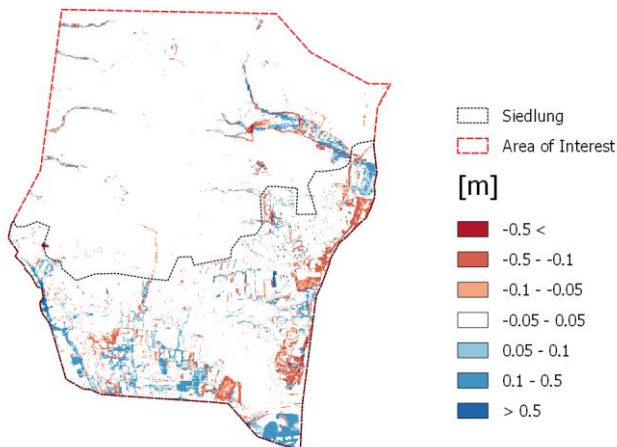 Siedlung
Area of Interest
[m]
-0.5 <
-0.5 - -0.1
-0.1 - -0.05
-0.05 - 0.05
0.05 - 0.1
0.1 - 0.5
> 0.5